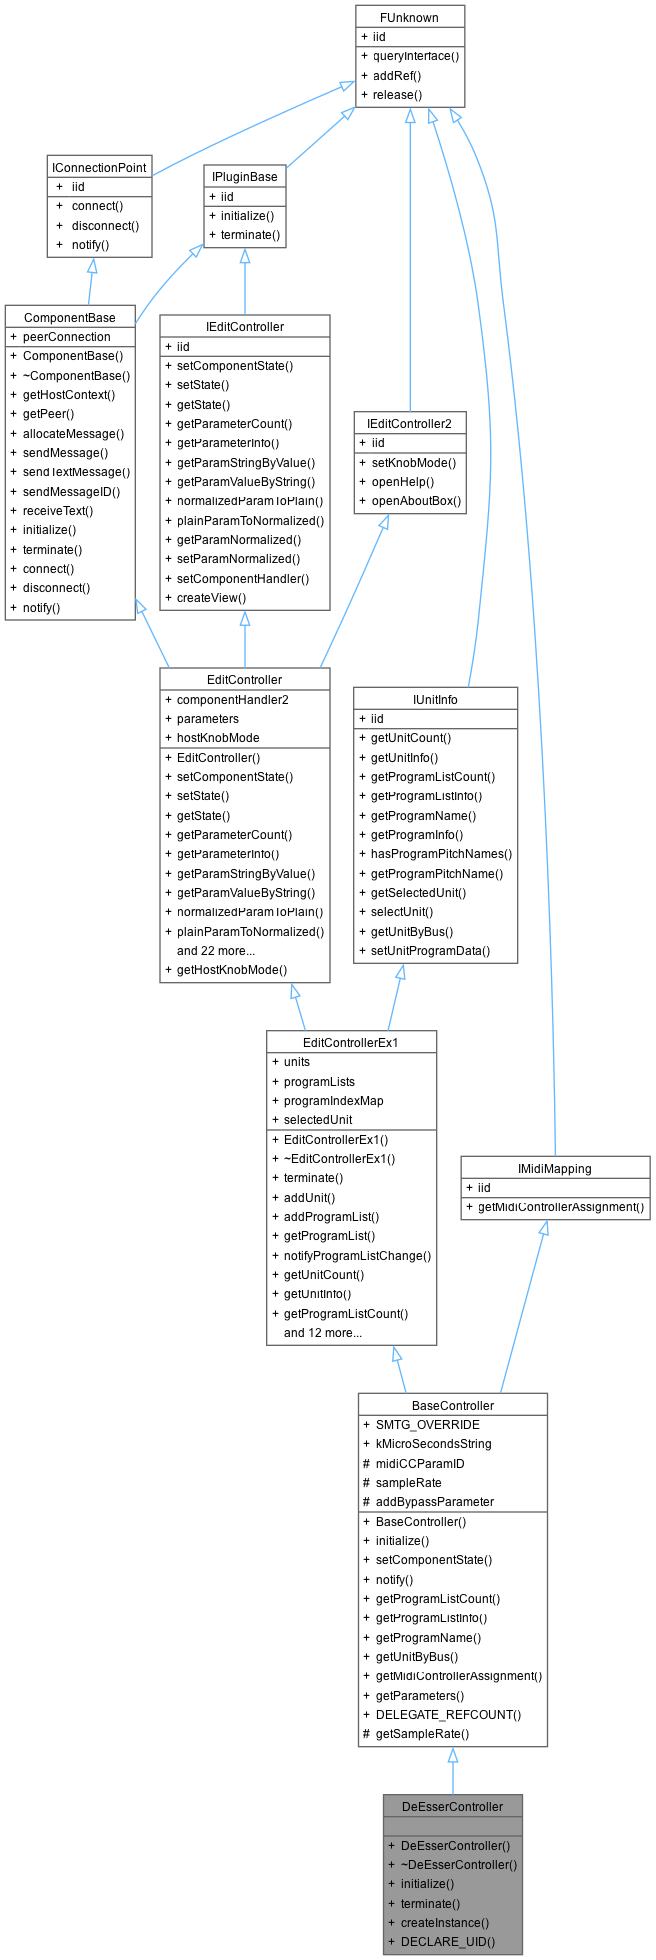 FUnknown
+ iid
+ queryInterface()
+ addRef()
+ release()
IConnectionPoint
+ iid
+ connect()
+ disconnect()
+ notify()
IPluginBase
+ iid
+ initialize()
+ terminate()
ComponentBase
+ peerConnection
+ ComponentBase()
+ ~ComponentBase()
+ getHostContext()
+ getPeer()
+ allocateMessage()
+ sendMessage()
+ sendTextMessage()
+ sendMessageID()
+ receiveText()
+ initialize()
+ terminate()
+ connect()
+ disconnect()
+ notify()
IEditController
+ iid
+ setComponentState()
+ setState()
+ getState()
+ getParameterCount()
+ getParameterInfo()
+ getParamStringByValue()
+ getParamValueByString()
+ normalizedParamToPlain()
+ plainParamToNormalized()
+ getParamNormalized()
+ setParamNormalized()
+ setComponentHandler()
+ createView()
IEditController2
+ iid
+ setKnobMode()
+ openHelp()
+ openAboutBox()
EditController
+ componentHandler2
+ parameters
+ hostKnobMode
+ EditController()
+ setComponentState()
+ setState()
+ getState()
+ getParameterCount()
+ getParameterInfo()
+ getParamStringByValue()
+ getParamValueByString()
+ normalizedParamToPlain()
+ plainParamToNormalized()
and 22 more...
+ getHostKnobMode()
IUnitInfo
+ iid
+ getUnitCount()
+ getUnitInfo()
+ getProgramListCount()
+ getProgramListInfo()
+ getProgramName()
+ getProgramInfo()
+ hasProgramPitchNames()
+ getProgramPitchName()
+ getSelectedUnit()
+ selectUnit()
+ getUnitByBus()
+ setUnitProgramData()
EditControllerEx1
+ units
+ programLists
+ programIndexMap
+ selectedUnit
+ EditControllerEx1()
+ ~EditControllerEx1()
+ terminate()
+ addUnit()
+ addProgramList()
+ getProgramList()
+ notifyProgramListChange()
+ getUnitCount()
+ getUnitInfo()
+ getProgramListCount()
and 12 more...
IMidiMapping
+ iid
+ getMidiControllerAssignment()
BaseController
+ SMTG_OVERRIDE
+ kMicroSecondsString
# midiCCParamID
# sampleRate
# addBypassParameter
+ BaseController()
+ initialize()
+ setComponentState()
+ notify()
+ getProgramListCount()
+ getProgramListInfo()
+ getProgramName()
+ getUnitByBus()
+ getMidiControllerAssignment()
+ getParameters()
+ DELEGATE_REFCOUNT()
# getSampleRate()
DeEsserController
+ DeEsserController()
+ ~DeEsserController()
+ initialize()
+ terminate()
+ createInstance()
+ DECLARE_UID()